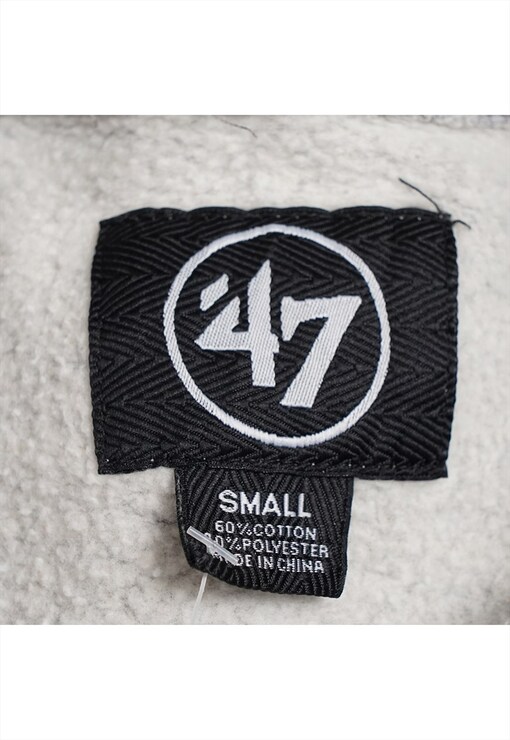 '47
SMALL
60%COTTON
40%POLYESTER
MADE IN CHINA